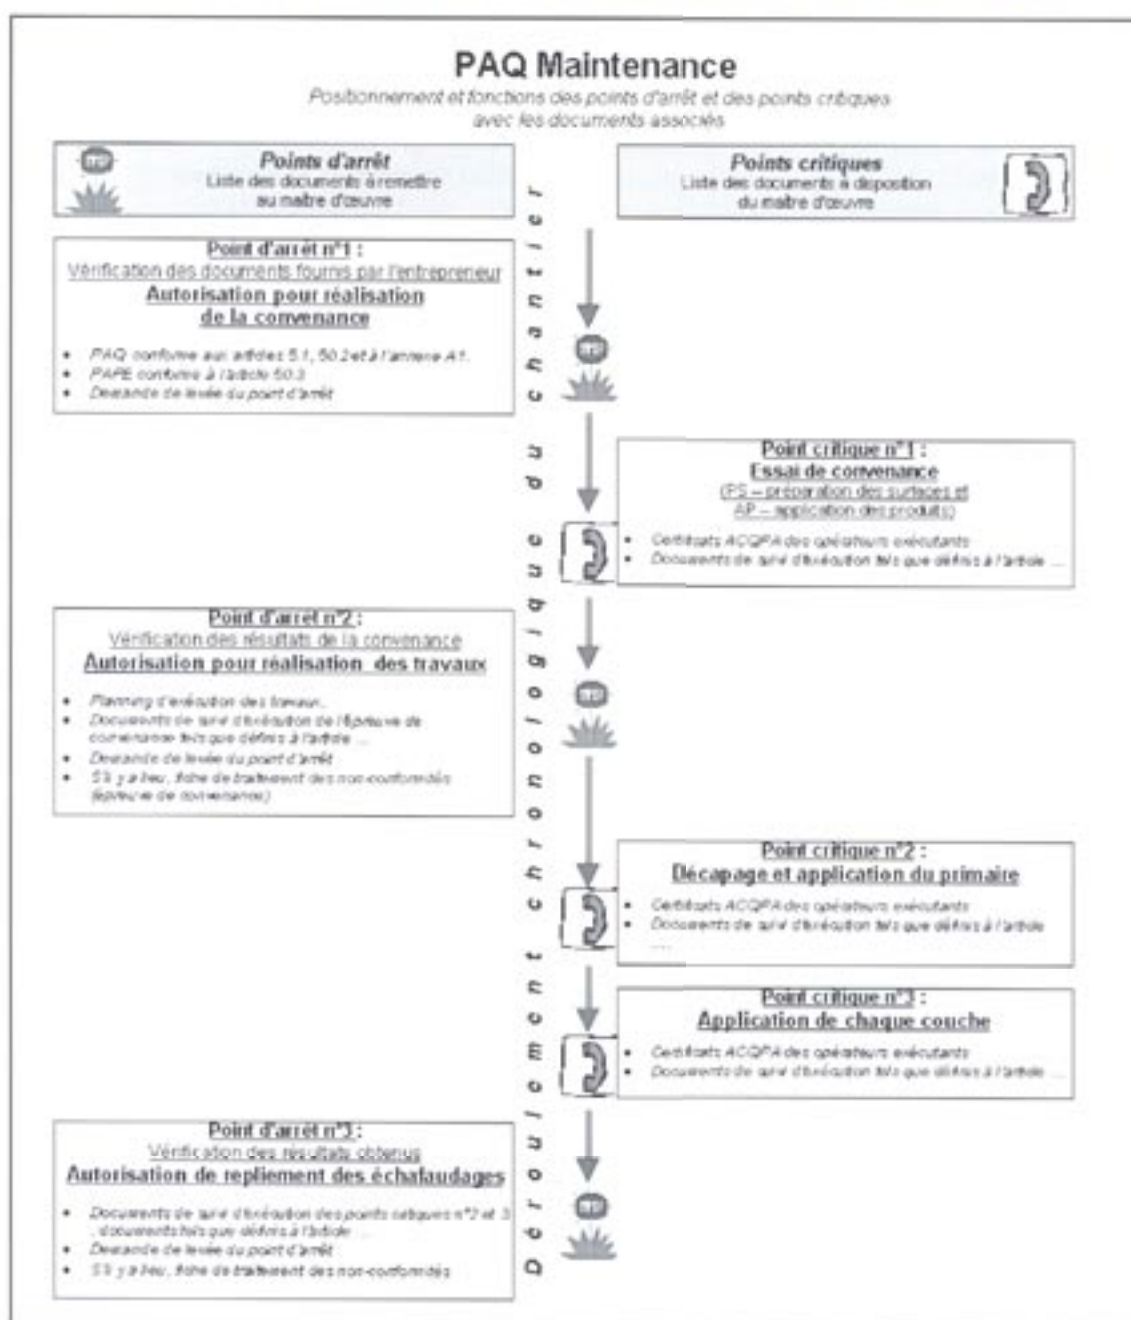 PAQ Maintenance
Positionnement et fonctions des points d'arrêt et des points critiques
avec les documents associés
Points d'arrêt
Liste des documents à remettre
au maître d'œuvre
Points critiques
Liste des documents à disposition
du maître d'œuvre
Déroulement chronologique du chantier
Point d'arrêt n°1 :
Vérification des documents fournis par l'entrepreneur
Autorisation pour réalisation
de la convenance
• PAQ conforme aux articles 5.1, 50.2 et à l'annexe A1.
• PAPE conforme à l'article 50.3
• Demande de levée du point d'arrêt
Point critique n°1 :
Essai de convenance
(PS – préparation des surfaces et
AP – application des produits)
• Certificats ACQPA des opérateurs exécutants
• Documents de suivi d'exécution tels que définis à l'article ...
Point d'arrêt n°2 :
Vérification des résultats de la convenance
Autorisation pour réalisation des travaux
• Planning d'exécution des travaux.
• Documents de suivi d'exécution de l'épreuve de
convenance tels que définis à l'article ...
• Demande de levée du point d'arrêt
• S'il y a lieu, fiche de traitement des non-conformités
(épreuve de convenance)
Point critique n°2 :
Décapage et application du primaire
• Certificats ACQPA des opérateurs exécutants
• Documents de suivi d'exécution tels que définis à l'article
....
Point critique n°3 :
Application de chaque couche
• Certificats ACQPA des opérateurs exécutants
• Documents de suivi d'exécution tels que définis à l'article ...
Point d'arrêt n°3 :
Vérification des résultats obtenus
Autorisation de repliement des échafaudages
• Documents de suivi d'exécution des points critiques n°2 et 3
, documents tels que définis à l'article ...
• Demande de levée du point d'arrêt
• S'il y a lieu, fiche de traitement des non-conformités